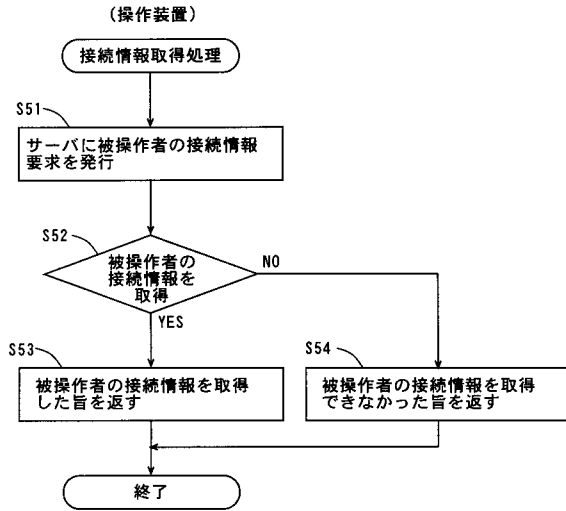 (操作装置)
接続情報取得処理
S51
サーバに被操作者の接続情報
要求を発行
S52
被操作者の
接続情報を
取得
NO
YES
S53
被操作者の接続情報を取得
した旨を返す
S54
被操作者の接続情報を取得
できなかった旨を返す
終了